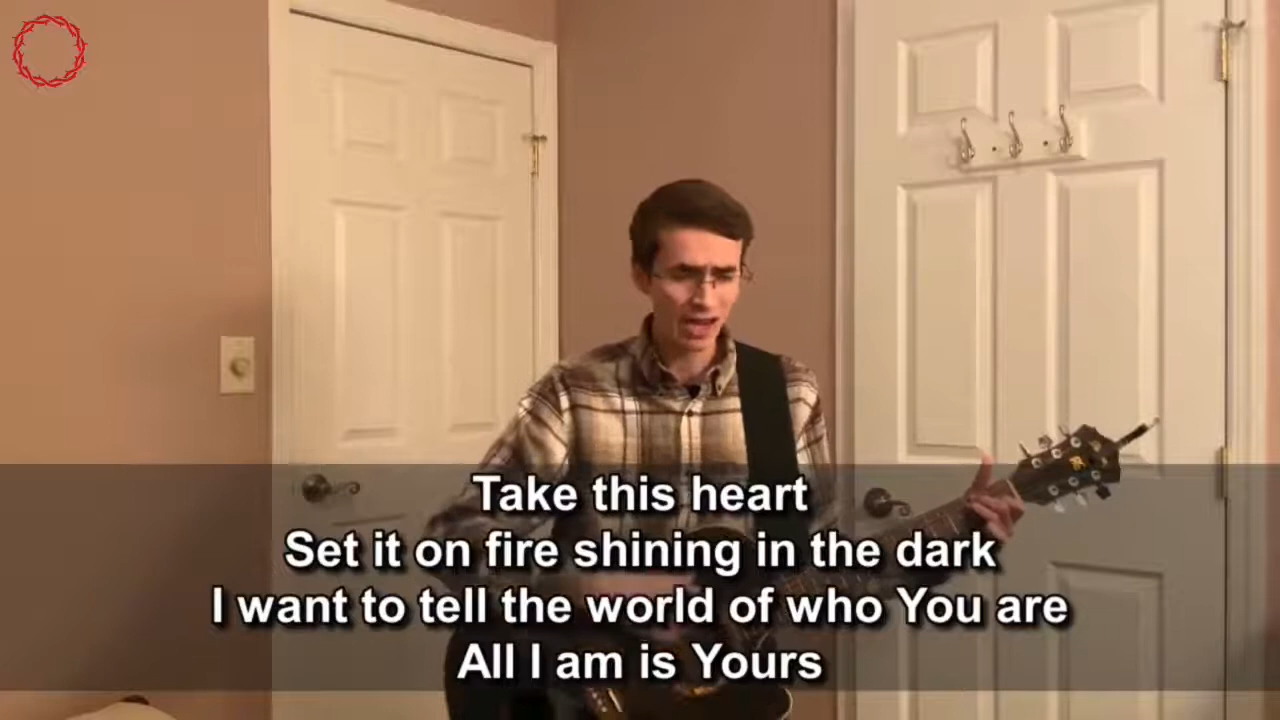 Take this heart
Set it on fire shining in the dark
I want to tell the world of who You are
All I am is Yours